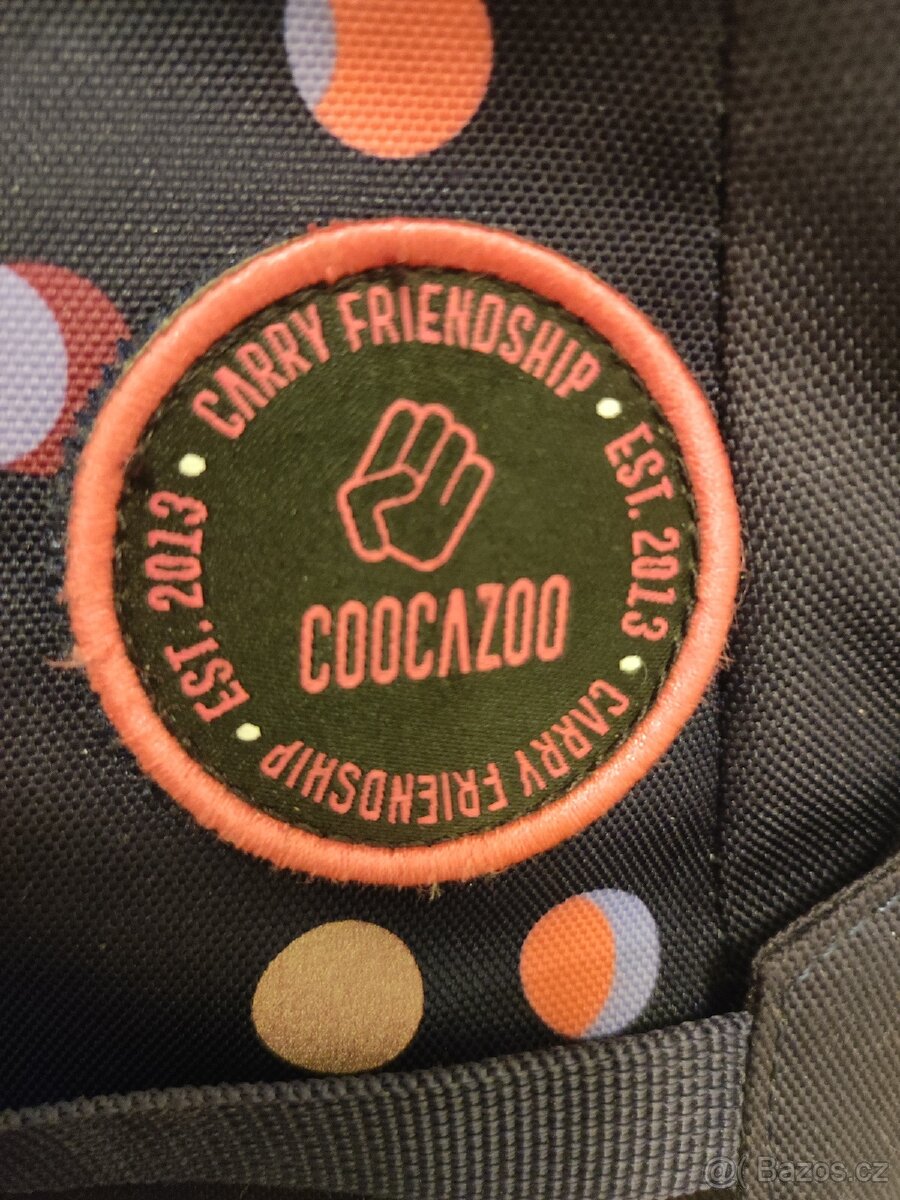 CARRY FRIENDSHIP
• EST. 2013 •
CARRY FRIENDSHIP
• EST. 2013 •
COOCAZOO
@( Bazos.cz